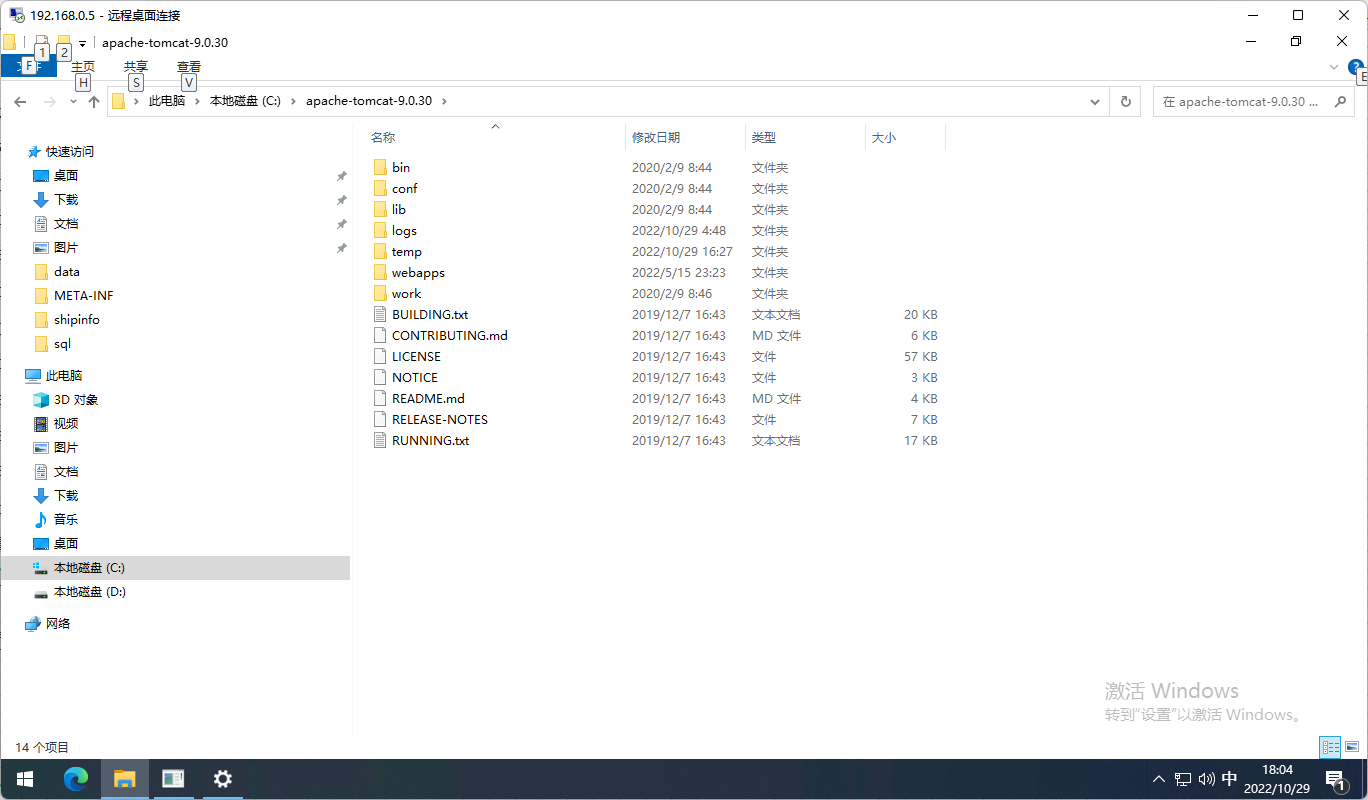 192.168.0.5 - 远程桌面连接
1 2 apache-tomcat-9.0.30
F 主页 共享 查看
H S V E
此电脑 本地磁盘 (C:) apache-tomcat-9.0.30
在 apache-tomcat-9.0.30 ...
名称 修改日期 类型 大小
快速访问
桌面
下载
文档
图片
data
META-INF
shipinfo
sql
此电脑
3D 对象
视频
图片
文档
下载
音乐
桌面
本地磁盘 (C:)
本地磁盘 (D:)
网络
bin 2020/2/9 8:44 文件夹
conf 2020/2/9 8:44 文件夹
lib 2020/2/9 8:44 文件夹
logs 2022/10/29 4:48 文件夹
temp 2022/10/29 16:27 文件夹
webapps 2022/5/15 23:23 文件夹
work 2020/2/9 8:46 文件夹
BUILDING.txt 2019/12/7 16:43 文本文档 20 KB
CONTRIBUTING.md 2019/12/7 16:43 MD 文件 6 KB
LICENSE 2019/12/7 16:43 文件 57 KB
NOTICE 2019/12/7 16:43 文件 3 KB
README.md 2019/12/7 16:43 MD 文件 4 KB
RELEASE-NOTES 2019/12/7 16:43 文件 7 KB
RUNNING.txt 2019/12/7 16:43 文本文档 17 KB
激活 Windows
转到"设置"以激活 Windows。
14 个项目
中
18:04
2022/10/29
1